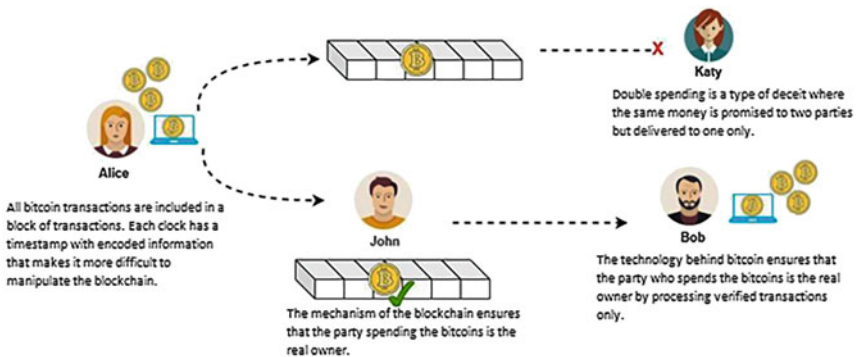 Katy
Double spending is a type of deceit where
the same money is promised to two parties
but delivered to one only.
Alice
All bitcoin transactions are included in a
block of transactions. Each clock has a
timestamp with encoded information
that makes it more difficult to
manipulate the blockchain.
John
The mechanism of the blockchain ensures
that the party spending the bitcoins is the
real owner.
Bob
The technology behind bitcoin ensures that
the party who spends the bitcoins is the real
owner by processing verified transactions
only.